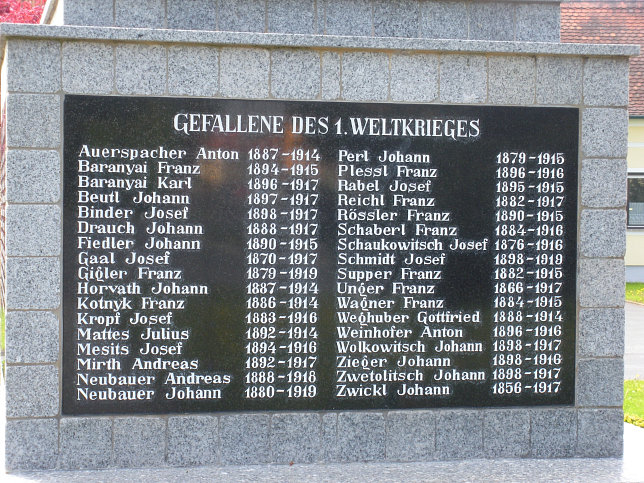 GEFALLENE DES 1. WELTKRIEGES
Auerspacher Anton 1887-1914
Baranyai Franz 1894-1915
Baranyai Karl 1896-1917
Beutl Johann 1897-1917
Binder Josef 1898-1917
Drauch Johann 1888-1917
Fiedler Johann 1890-1915
Gaal Josef 1870-1917
Gigler Franz 1879-1919
Horvath Johann 1887-1914
Kotnyk Franz 1886-1914
Kropf Josef 1883-1916
Mattes Julius 1892-1914
Mesits Josef 1894-1916
Mirth Andreas 1892-1917
Neubauer Andreas 1888-1918
Neubauer Johann 1880-1919
Perl Johann 1879-1915
Plessl Franz 1896-1916
Rabel Josef 1895-1915
Reichl Franz 1882-1917
Rössler Franz 1890-1915
Schaberl Franz 1884-1916
Schaukowitsch Josef 1876-1916
Schmidt Josef 1898-1919
Supper Franz 1882-1915
Unger Franz 1866-1917
Wagner Franz 1884-1915
Weghuber Gottfried 1888-1914
Weinhofer Anton 1896-1916
Wolkowitsch Johann 1898-1917
Zieger Johann 1898-1916
Zwetolitsch Johann 1898-1917
Zwickl Johann 1856-1917